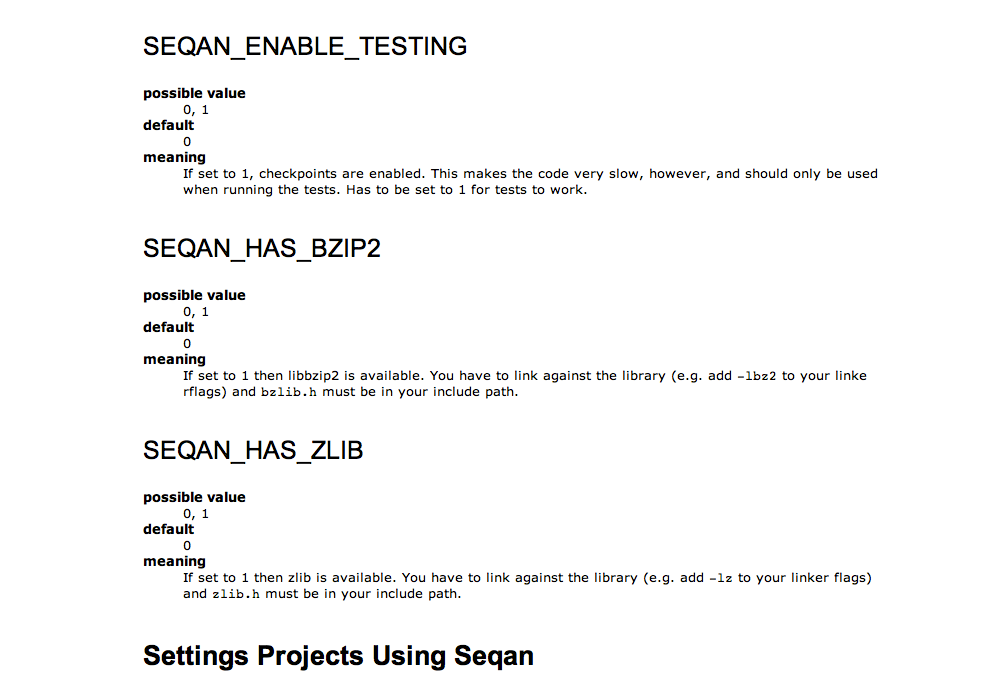 SEQAN_ENABLE_TESTING
possible value
0, 1
default
0
meaning
If set to 1, checkpoints are enabled. This makes the code very slow, however, and should only be used
when running the tests. Has to be set to 1 for tests to work.
SEQAN_HAS_BZIP2
possible value
0, 1
default
0
meaning
If set to 1 then libbzip2 is available. You have to link against the library (e.g. add -lbz2 to your linke
rflags) and bzlib.h must be in your include path.
SEQAN_HAS_ZLIB
possible value
0, 1
default
0
meaning
If set to 1 then zlib is available. You have to link against the library (e.g. add -lz to your linker flags)
and zlib.h must be in your include path.
Settings Projects Using Seqan